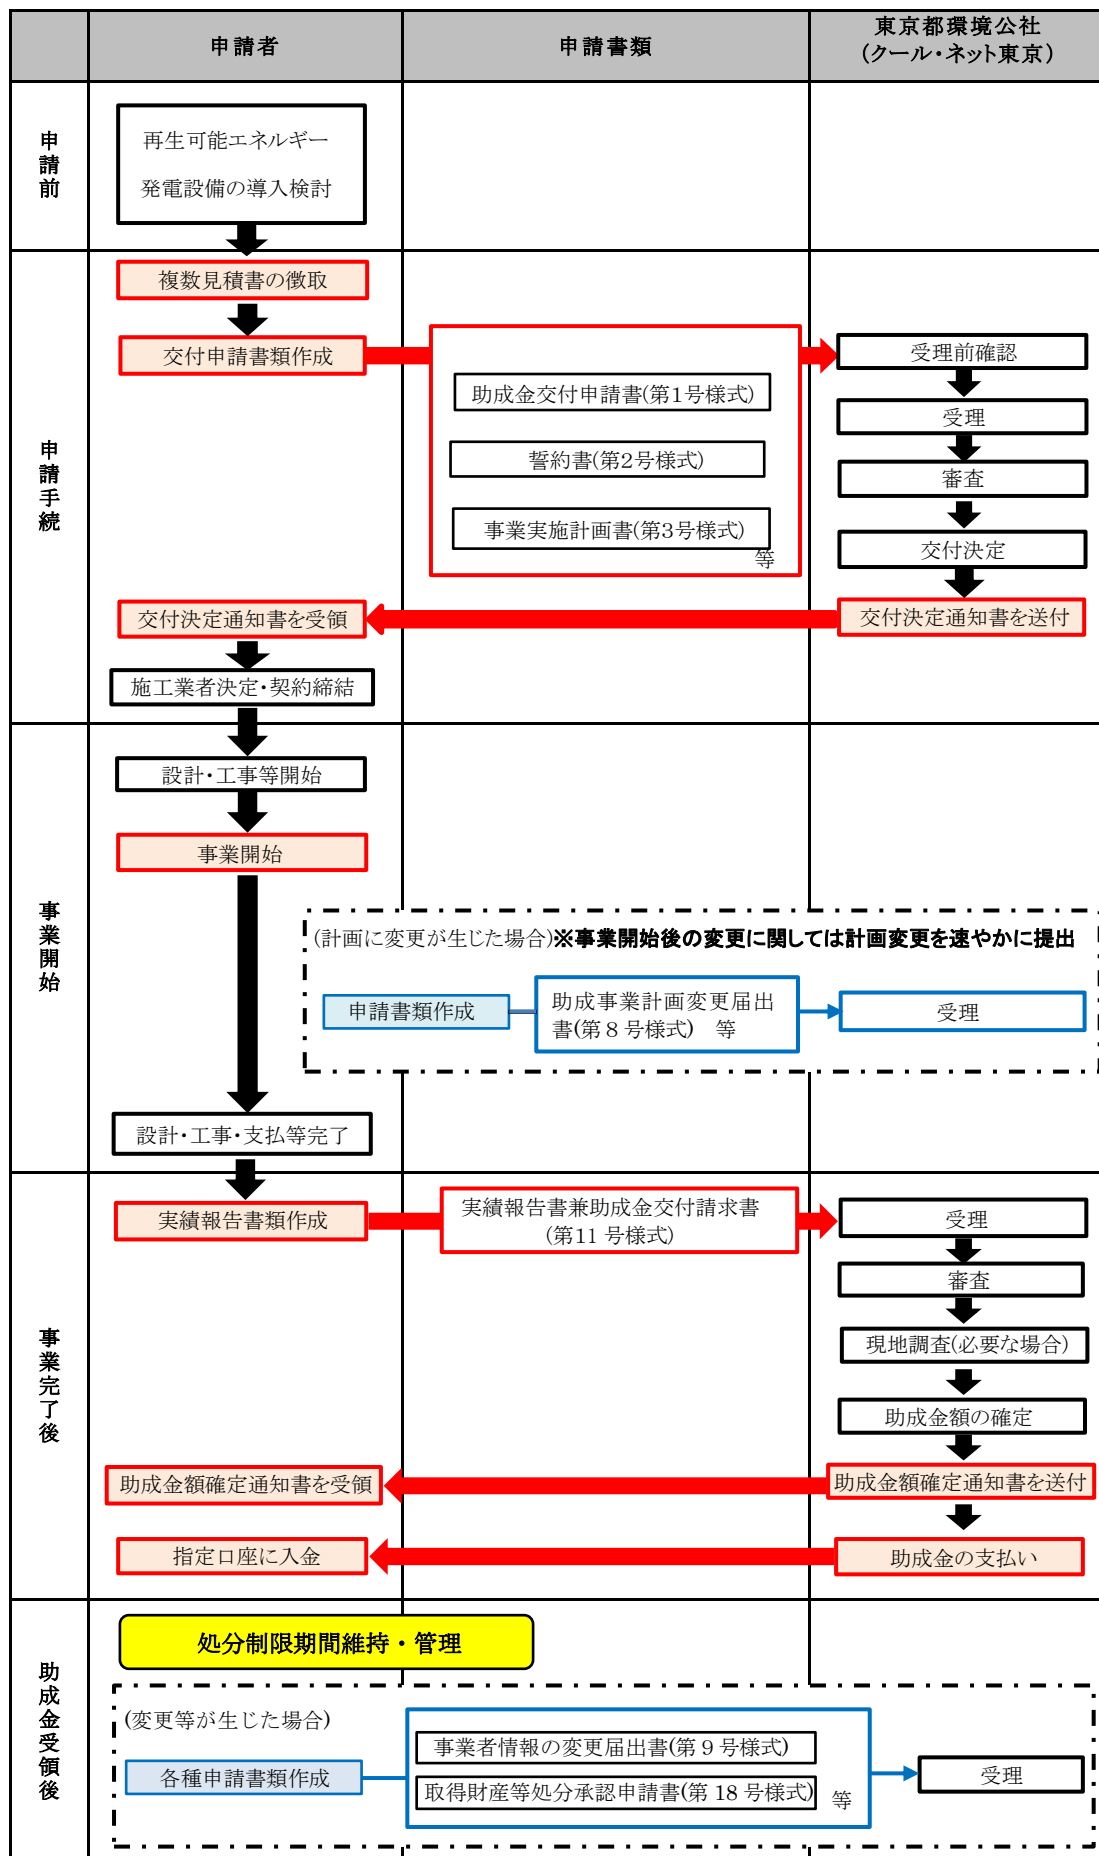 申請者
申請書類
東京都環境公社
(クール・ネット東京)
申請前
再生可能エネルギー
発電設備の導入検討
申請手続
複数見積書の徴取
交付申請書類作成
助成金交付申請書(第1号様式)
誓約書(第2号様式)
事業実施計画書(第3号様式)
等
受理前確認
受理
審査
交付決定
交付決定通知書を送付
交付決定通知書を受領
施工業者決定・契約締結
事業開始
設計・工事等開始
事業開始
(計画に変更が生じた場合)※事業開始後の変更に関しては計画変更を速やかに提出
申請書類作成
助成事業計画変更届出
書(第8号様式) 等
受理
設計・工事・支払等完了
事業完了後
実績報告書類作成
実績報告書兼助成金交付請求書
(第11号様式)
受理
審査
現地調査(必要な場合)
助成金額の確定
助成金額確定通知書を送付
助成金額確定通知書を受領
助成金の支払い
指定口座に入金
助成金受領後
処分制限期間維持・管理
(変更等が生じた場合)
各種申請書類作成
事業者情報の変更届出書(第9号様式)
取得財産等処分承認申請書(第18号様式)
等
受理